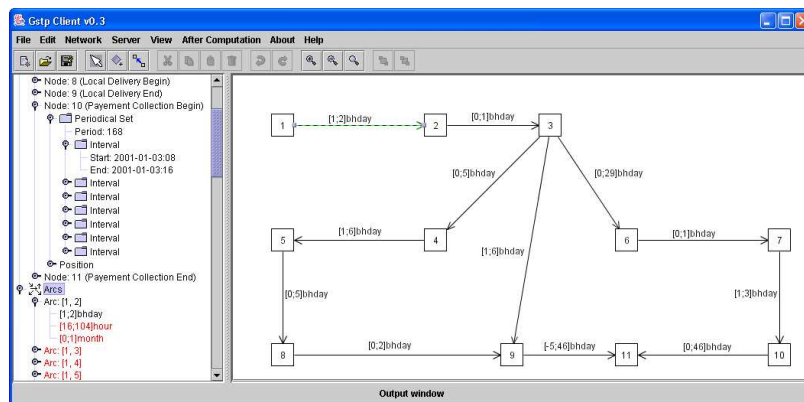 Gstp Client v0.3
File Edit Network Server View After Computation About Help
Node: 8 (Local Delivery Begin)
Node: 9 (Local Delivery End)
Node: 10 (Payement Collection Begin)
Periodical Set
Period: 168
Interval
Start: 2001-01-03:08
End: 2001-01-03:16
Interval
Interval
Interval
Interval
Interval
Interval
Position
Node: 11 (Payement Collection End)
Arcs
Arc: [1, 2]
[1;2]bhday
[16;104]hour
[0;1]month
Arc: [1, 3]
Arc: [1, 4]
Arc: [1, 5]
1 [1;2]bhday 2 [0;1]bhday 3
[0;5]bhday [0;29]bhday
5 [1;6]bhday 4 [1;6]bhday 6 [0;1]bhday 7
[0;5]bhday [1;3]bhday
8 [0;2]bhday 9 [-5;46]bhday 11 [0;46]bhday 10
Output window